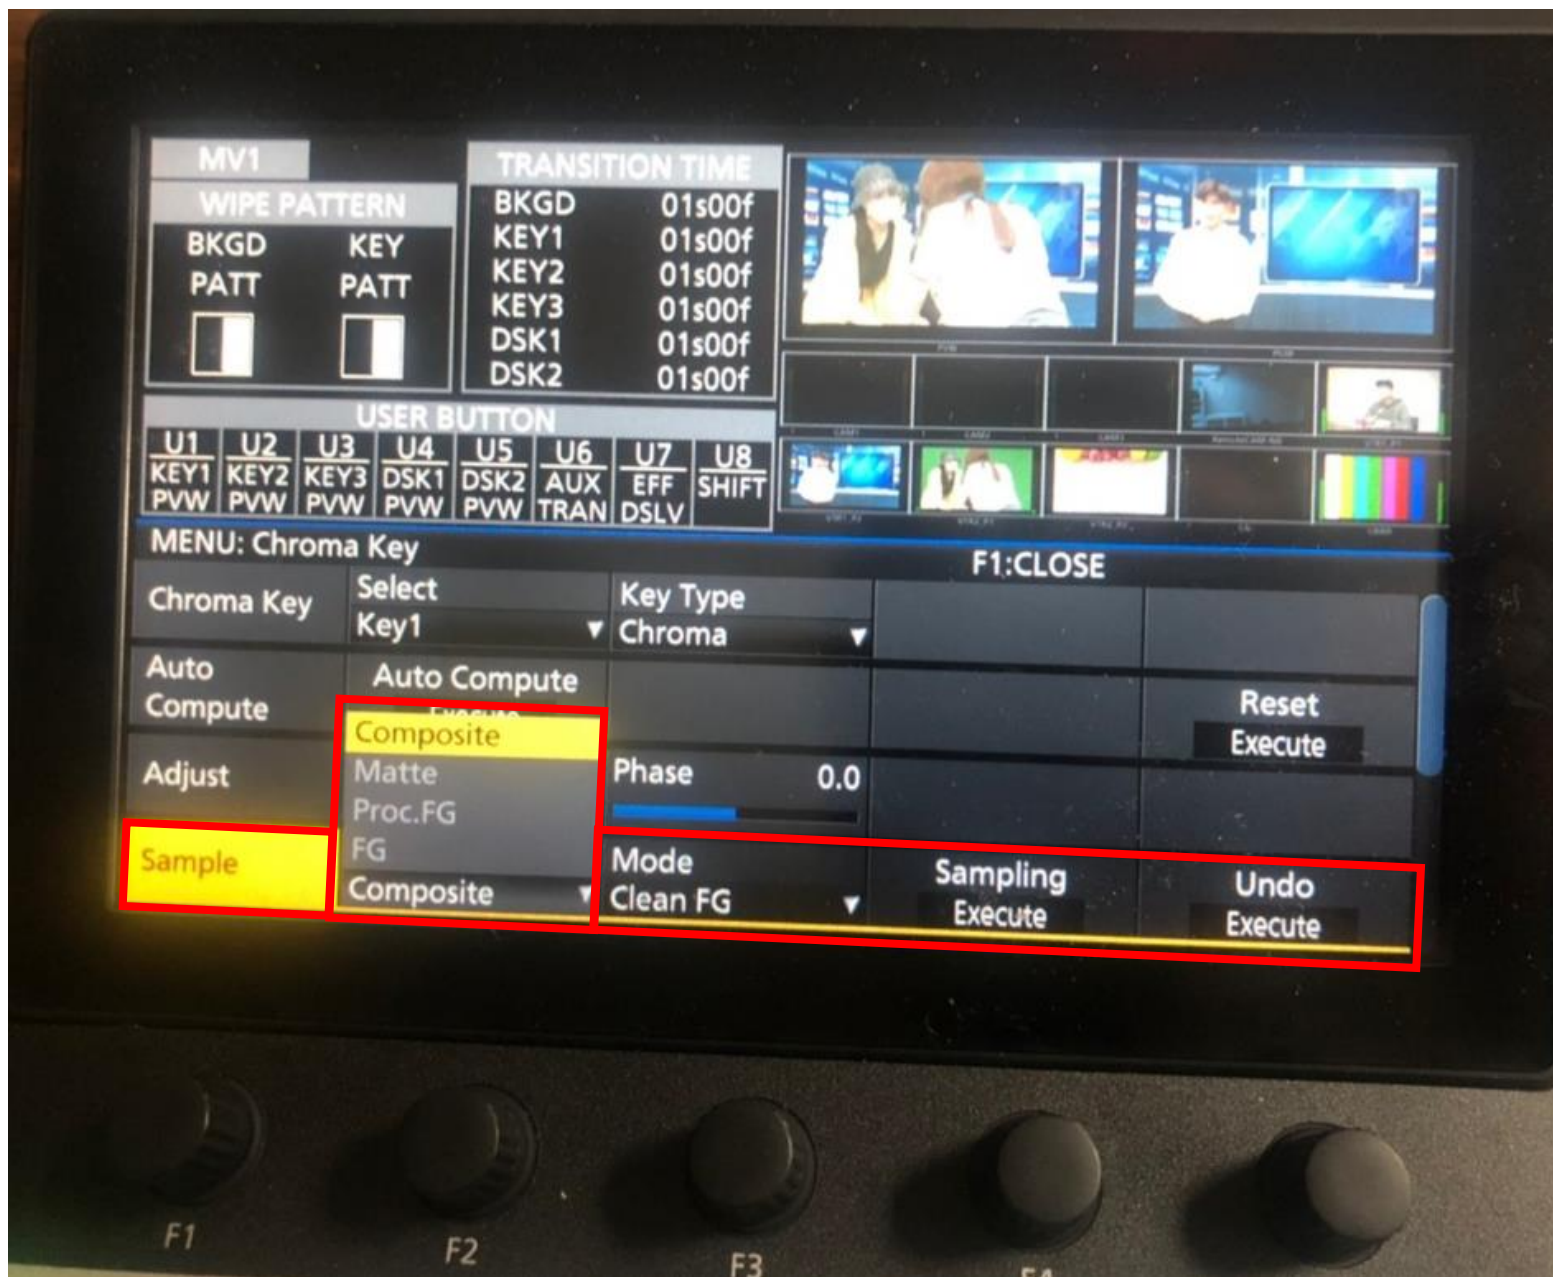 MV1
WIPE PATTERN
BKGD KEY
PATT PATT
TRANSITION TIME
BKGD 01s00f
KEY1 01s00f
KEY2 01s00f
KEY3 01s00f
DSK1 01s00f
DSK2 01s00f
USER BUTTON
U1 U2 U3 U4 U5 U6 U7 U8
KEY1 KEY2 KEY3 DSK1 DSK2 AUX EFF SHIFT
PVW PVW PVW PVW PVW TRAN DSLV
MENU: Chroma Key F1:CLOSE
Chroma Key Select Key Type
Key1 ▼ Chroma ▼
Auto Compute Auto Compute Reset
Execute Execute
Composite
Adjust Matte Phase 0.0
Proc.FG
Sample FG Mode Sampling Undo
Composite ▼ Clean FG ▼ Execute Execute
F1 F2 F3 F4